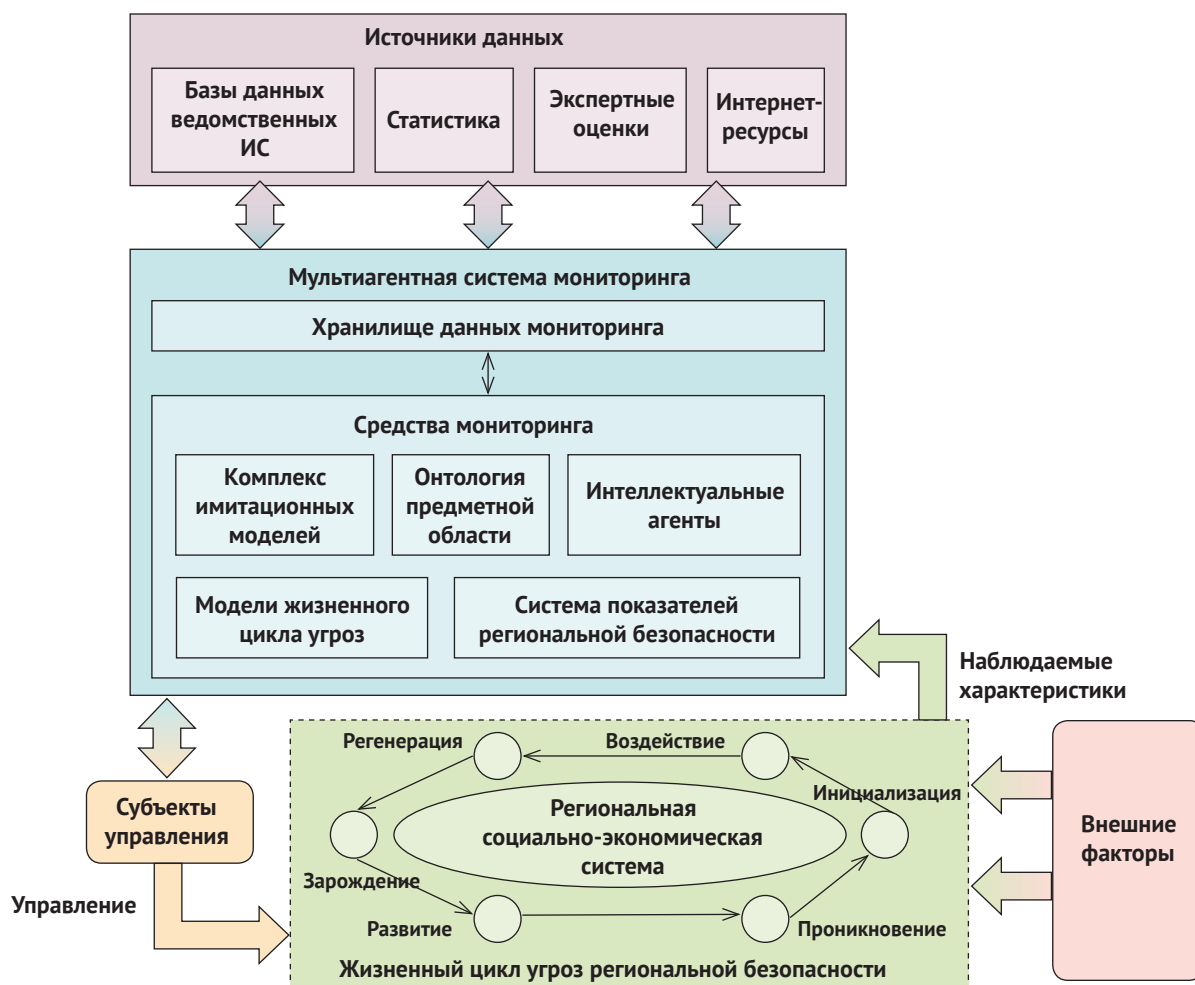 Источники данных
Базы данных
ведомственных
ИС
Статистика
Экспертные
оценки
Интернет-
ресурсы
Мультиагентная система мониторинга
Хранилище данных мониторинга
Средства мониторинга
Комплекс
имитационных
моделей
Онтология
предметной
области
Интеллектуальные
агенты
Модели жизненного
цикла угроз
Система показателей
региональной безопасности
Наблюдаемые
характеристики
Регенерация
Воздействие
Субъекты
управления
Региональная
социально-экономическая
система
Инициализация
Внешние
факторы
Зарождение
Управление
Развитие
Проникновение
Жизненный цикл угроз региональной безопасности